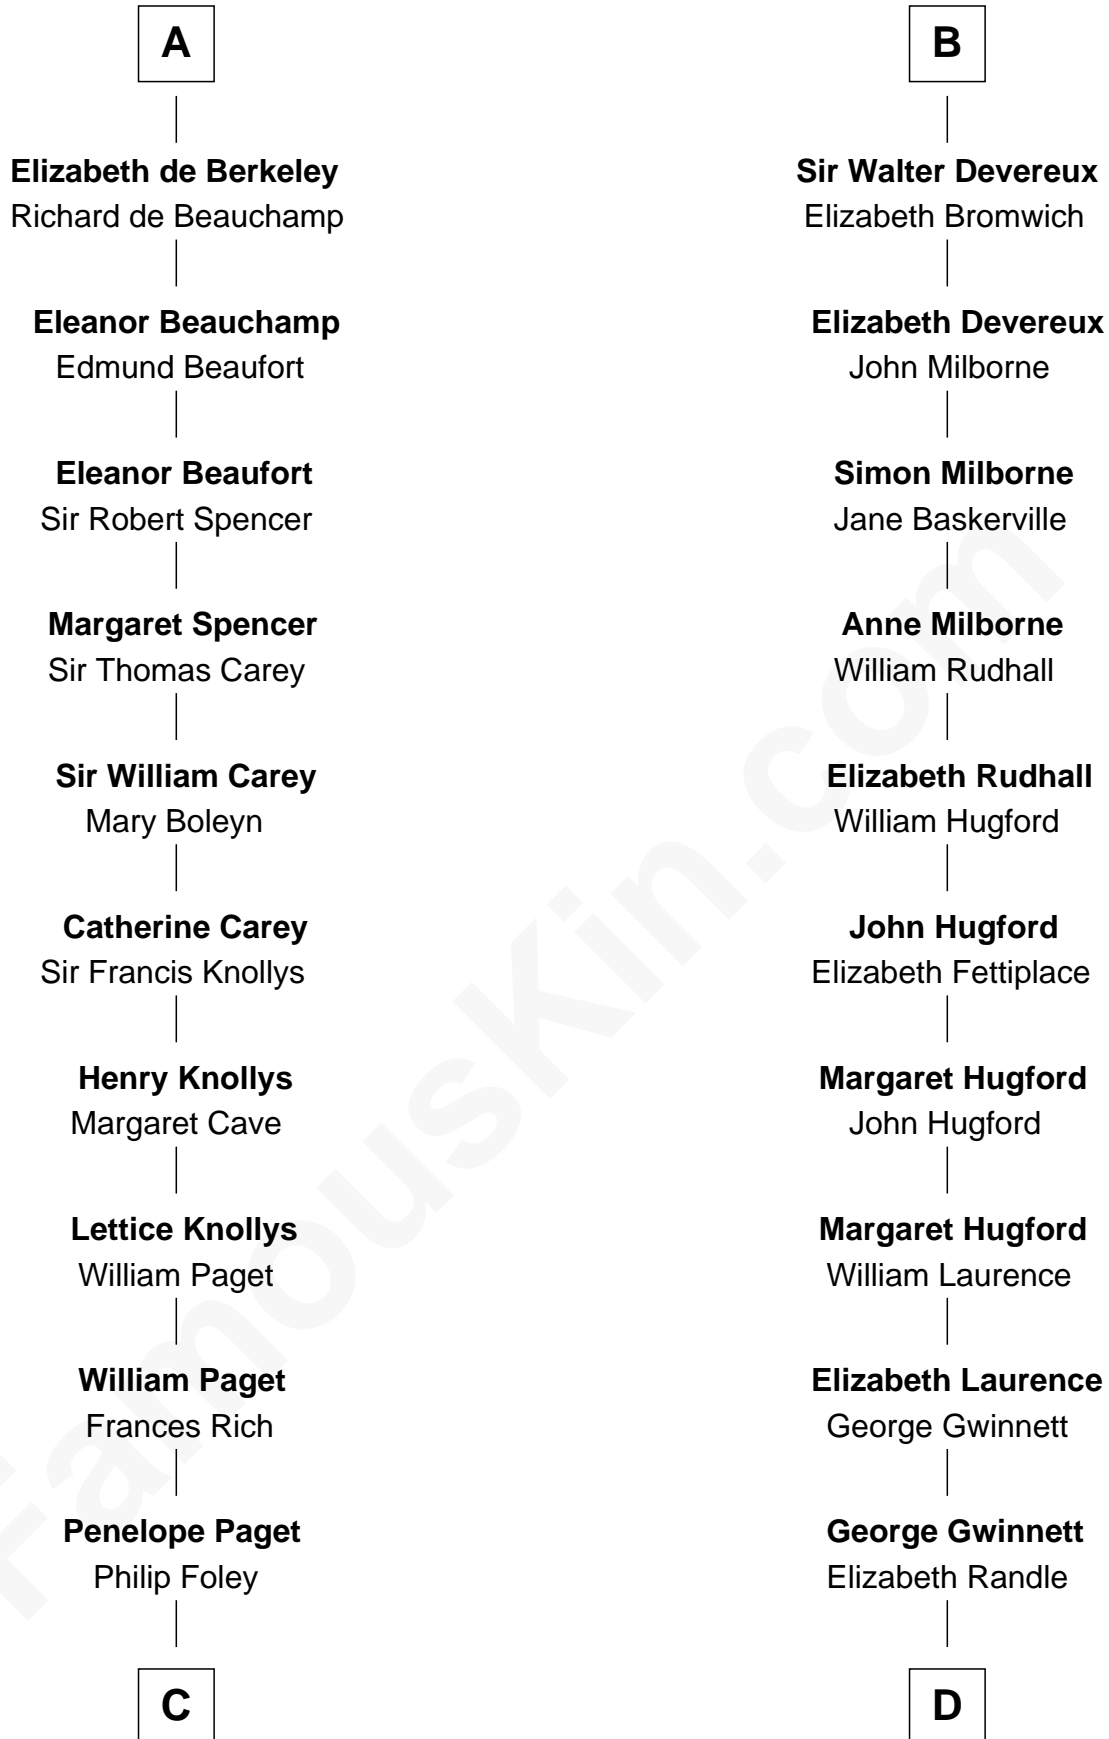 A
Elizabeth de Berkeley
Richard de Beauchamp
Eleanor Beauchamp
Edmund Beaufort
Eleanor Beaufort
Sir Robert Spencer
Margaret Spencer
Sir Thomas Carey
Sir William Carey
Mary Boleyn
Catherine Carey
Sir Francis Knollys
Henry Knollys
Margaret Cave
Lettice Knollys
William Paget
William Paget
Frances Rich
Penelope Paget
Philip Foley
C
B
Sir Walter Devereux
Elizabeth Bromwich
Elizabeth Devereux
John Milborne
Simon Milborne
Jane Baskerville
Anne Milborne
William Rudhall
Elizabeth Rudhall
William Hugford
John Hugford
Elizabeth Fettiplace
Margaret Hugford
John Hugford
Margaret Hugford
William Laurence
Elizabeth Laurence
George Gwinnett
George Gwinnett
Elizabeth Randle
D
FamousKin.com